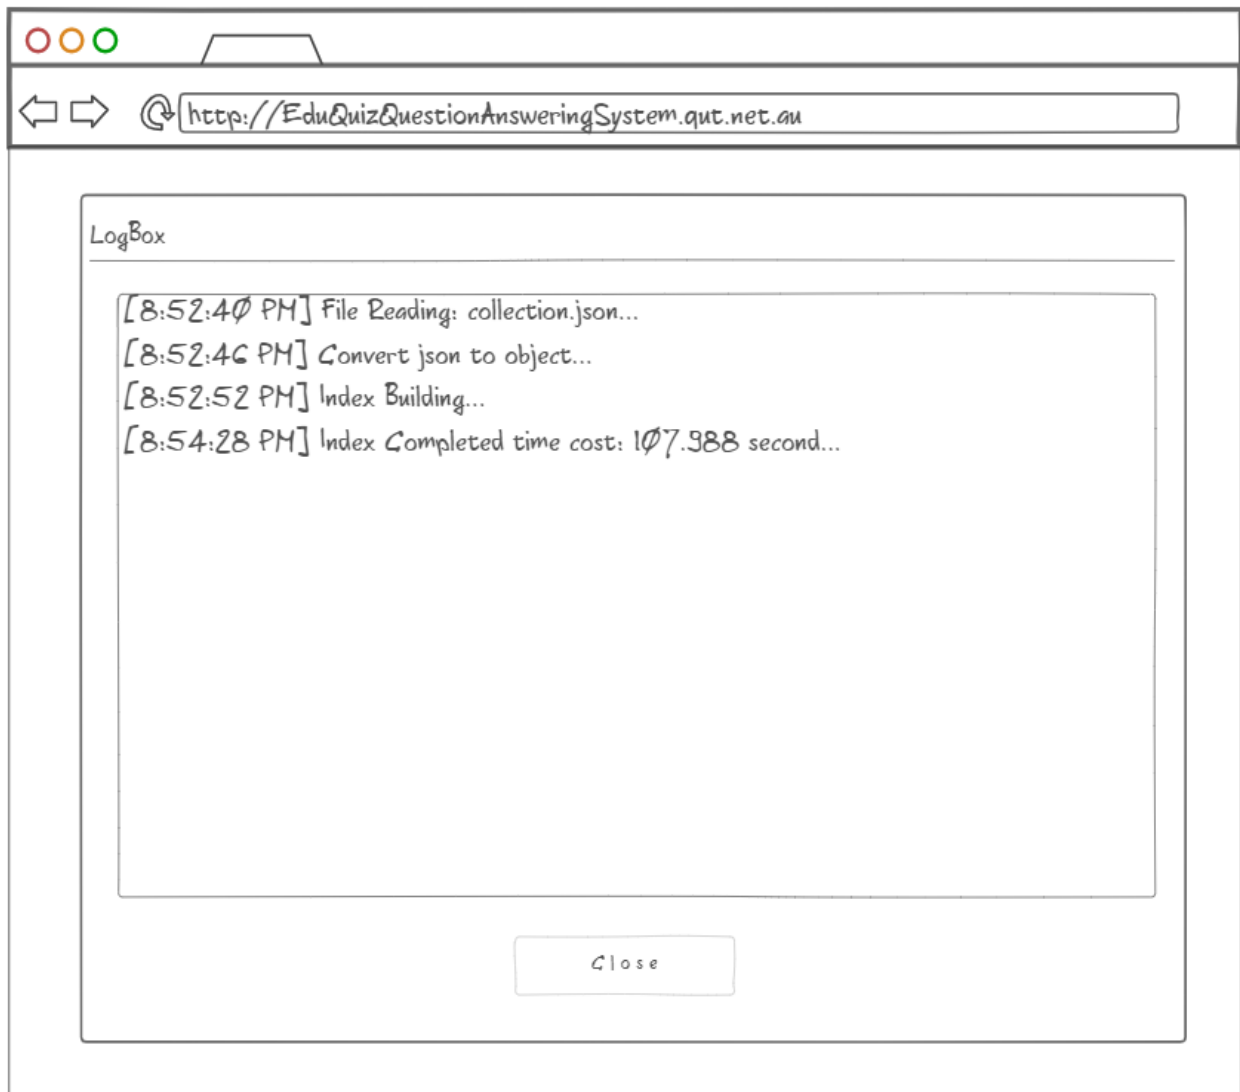 http://EduQuizQuestionAnsweringSystem.qut.net.au
LogBox
[8:52:40 PM] File Reading: collection.json...
[8:52:46 PM] Convert json to object...
[8:52:52 PM] Index Building...
[8:54:28 PM] Index Completed time cost: 107.988 second...
Close